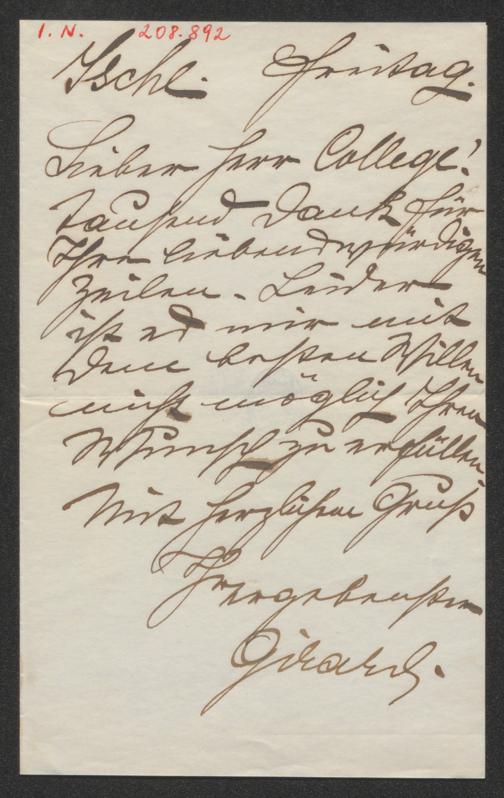 I. N. 208.892
Ischl. Freitag.
Lieber Herr College!
tausend Dank für
Ihre liebenswürdigen
Zeilen. Leider
ist es mir mit
dem besten Willen
nicht möglich Ihren
Wunsch zu erfüllen.
Mit herzlichem Gruß
Ihr ergebenster
Girardi.